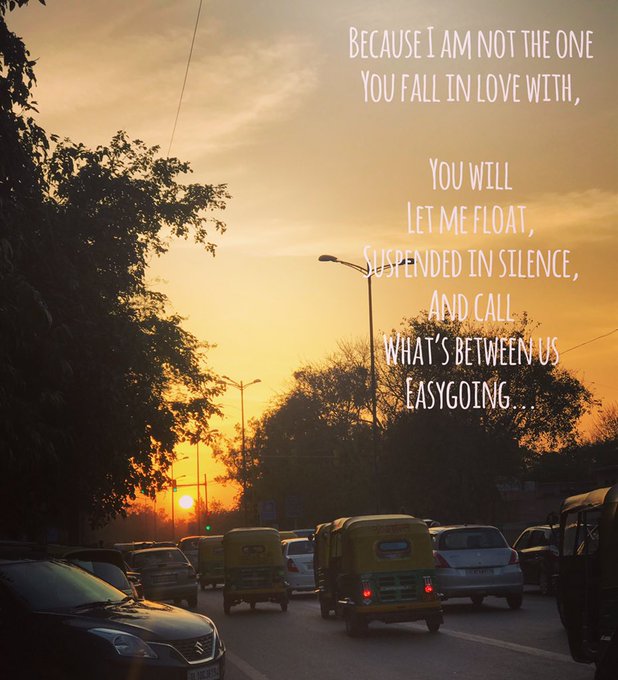 Because I am not the one
You fall in love with,
You will
Let me float,
Suspended in silence,
And call
What's between us
Easygoing...